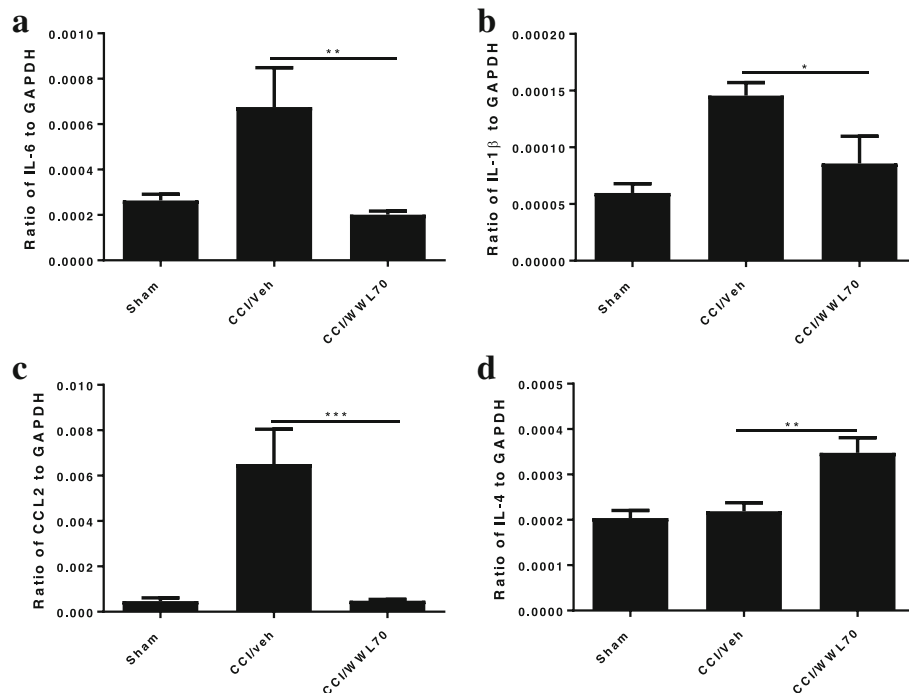 a
Ratio of IL-6 to GAPDH
0.0010
0.0008
0.0006
0.0004
0.0002
0.0000
**
Sham
CCI/Veh
CCI/WWL70
b
Ratio of IL-1β to GAPDH
0.00020
0.00015
0.00010
0.00005
0.00000
*
Sham
CCI/Veh
CCI/WWL70
c
Ratio of CCL2 to GAPDH
0.010
0.008
0.006
0.004
0.002
0.000
***
Sham
CCI/Veh
CCI/WWL70
d
Ratio of IL-4 to GAPDH
0.0005
0.0004
0.0003
0.0002
0.0001
0.0000
**
Sham
CCI/Veh
CCI/WWL70